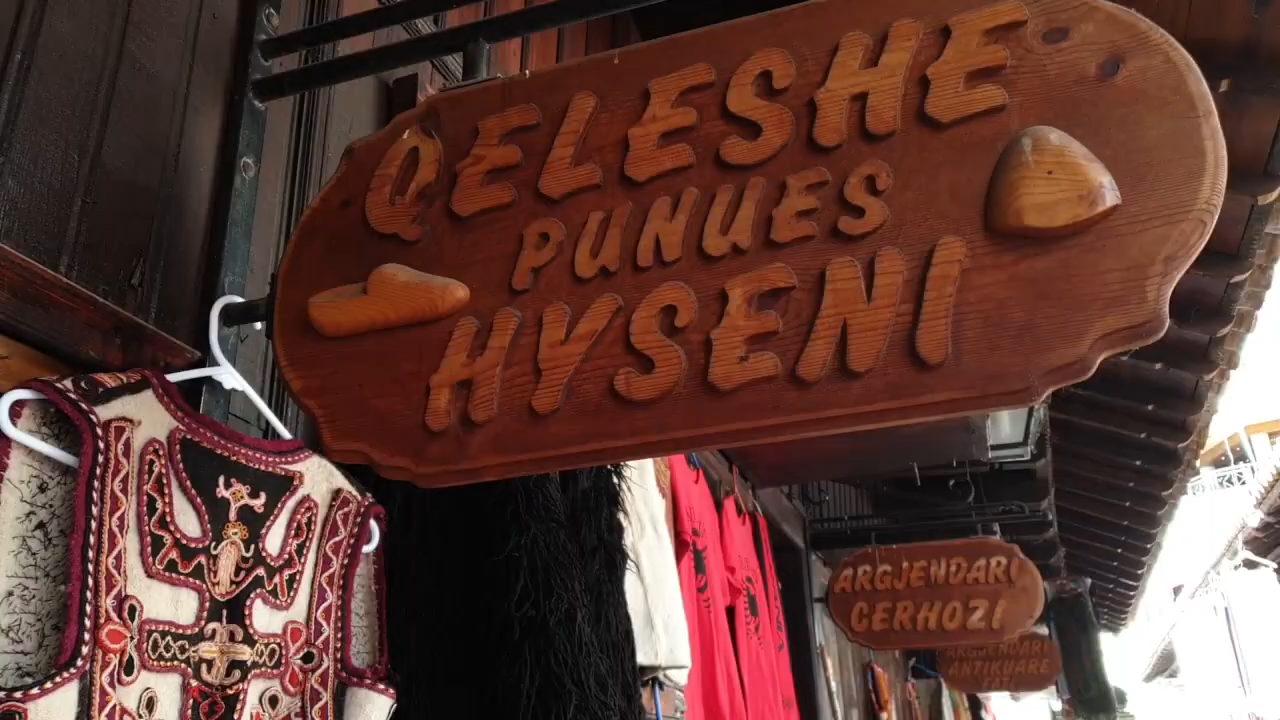 QELESHE
PUNUES
HYSENI
ARGJENDARI
CERHOZI
ARGJENDARI
ANTIKUARE